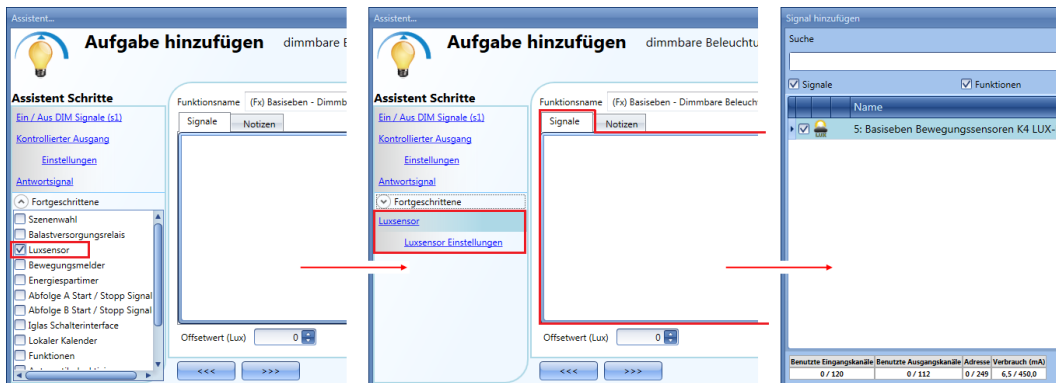 Assistent...
Aufgabe hinzufügen dimmbare
Assistent Schritte
Ein / Aus DIM Signale (s1)
Kontrollierter Ausgang
Einstellungen
Antwortsignal
Fortgeschrittene
Szenenwahl
Balastversorgungsrelais
Luxsensor
Bewegungsmelder
Energiespartimer
Abfolge A Start / Stopp Signal
Abfolge B Start / Stopp Signal
Iglas Schalterinterface
Lokaler Kalender
Funktionen
Funktionsname (Fx) Basiseben - Dimmb
Signale Notizen
Offsetwert (Lux) 0
<<< >>>
Assistent...
Aufgabe hinzufügen dimmbare Beleuchtu
Assistent Schritte
Ein / Aus DIM Signale (s1)
Kontrollierter Ausgang
Einstellungen
Antwortsignal
Fortgeschrittene
Luxsensor
Luxsensor Einstellungen
Funktionsname (Fx) Basiseben - Dimmbare Beleuch
Signale Notizen
Offsetwert (Lux) 0
<<< >>>
Signal hinzufügen
Suche
Signale Funktionen
Name
5: Basiseben Bewegungssensoren K4 LUX-
Benutzte Eingangskanäle Benutzte Ausgangskanäle Adresse Verbrauch (mA)
0 / 120 0 / 112 0 / 249 6,5 / 450,0